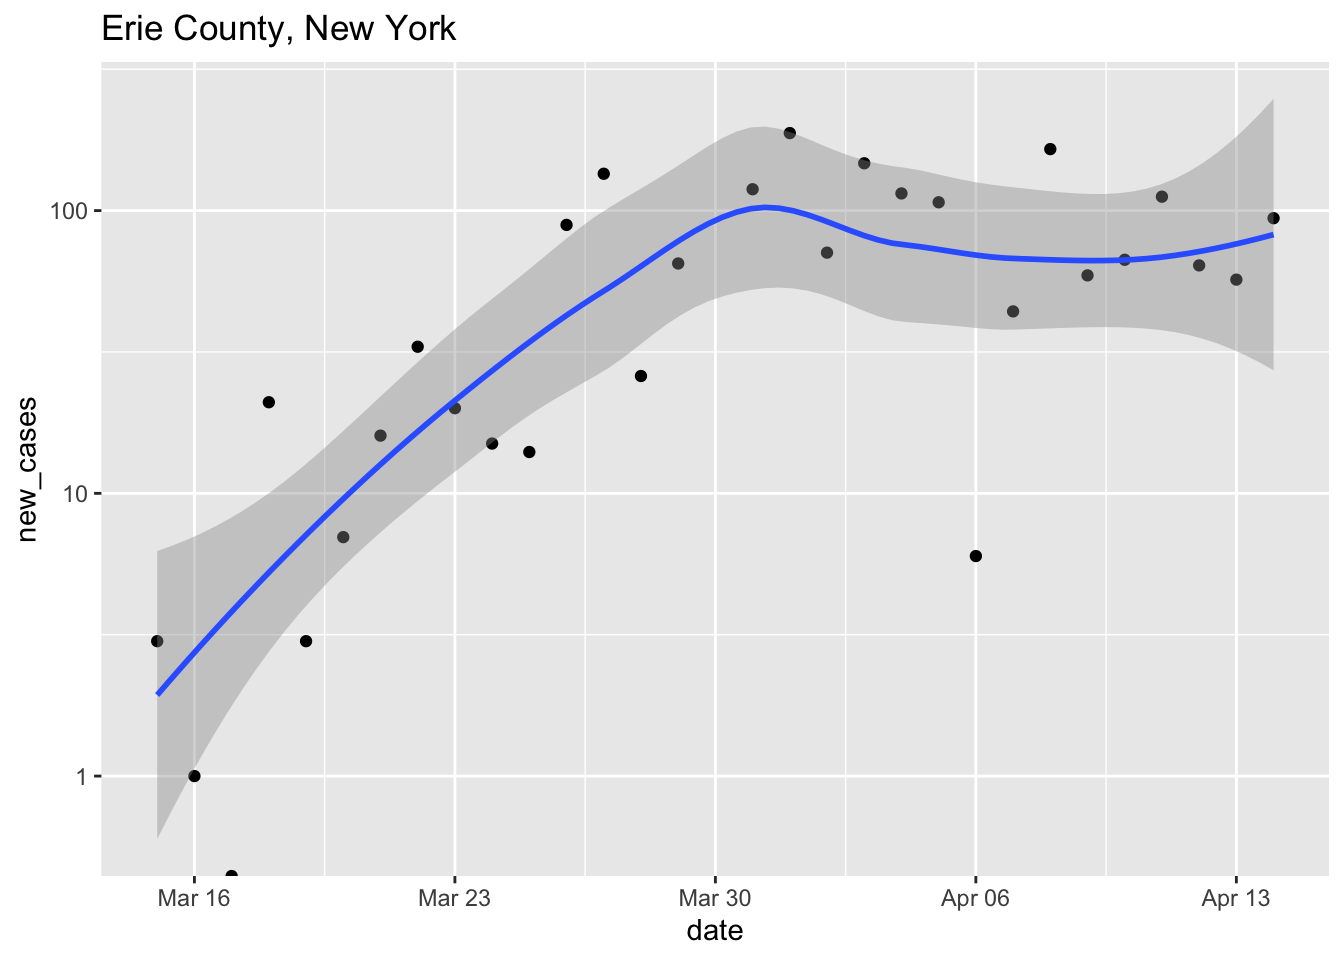 Erie County, New York
new_cases
100
10
1
Mar 16
Mar 23
Mar 30
Apr 06
Apr 13
date